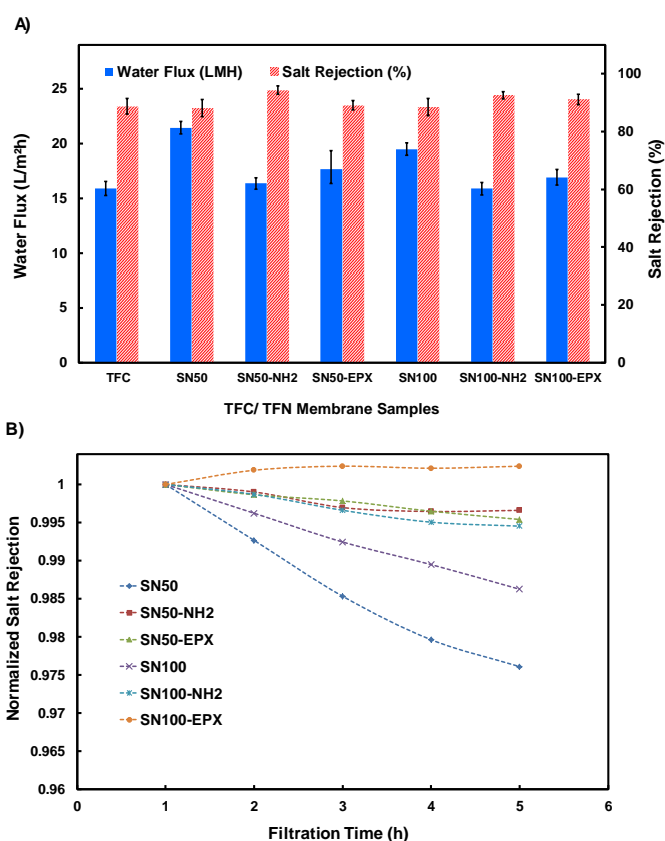 A)
Water Flux (LMH) Salt Rejection (%)
25
20
15
10
5
0
Water Flux (L/m²h)
100
80
60
40
20
0
Salt Rejection (%)
TFC SN50 SN50-NH2 SN50-EPX SN100 SN100-NH2 SN100-EPX
TFC/ TFN Membrane Samples
B)
1
0.995
0.99
0.985
0.98
0.975
0.97
0.965
0.96
Normalized Salt Rejection
SN50
SN50-NH2
SN50-EPX
SN100
SN100-NH2
SN100-EPX
0 1 2 3 4 5 6
Filtration Time (h)